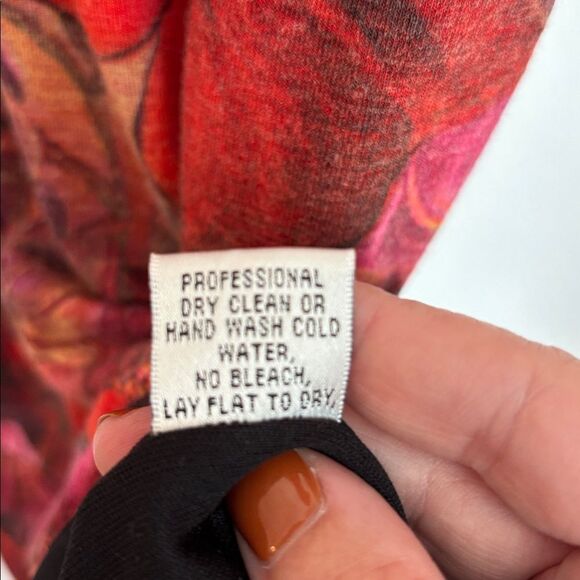 PROFESSIONAL
DRY CLEAN OR
HAND WASH COLD
WATER,
NO BLEACH,
LAY FLAT TO DRY,